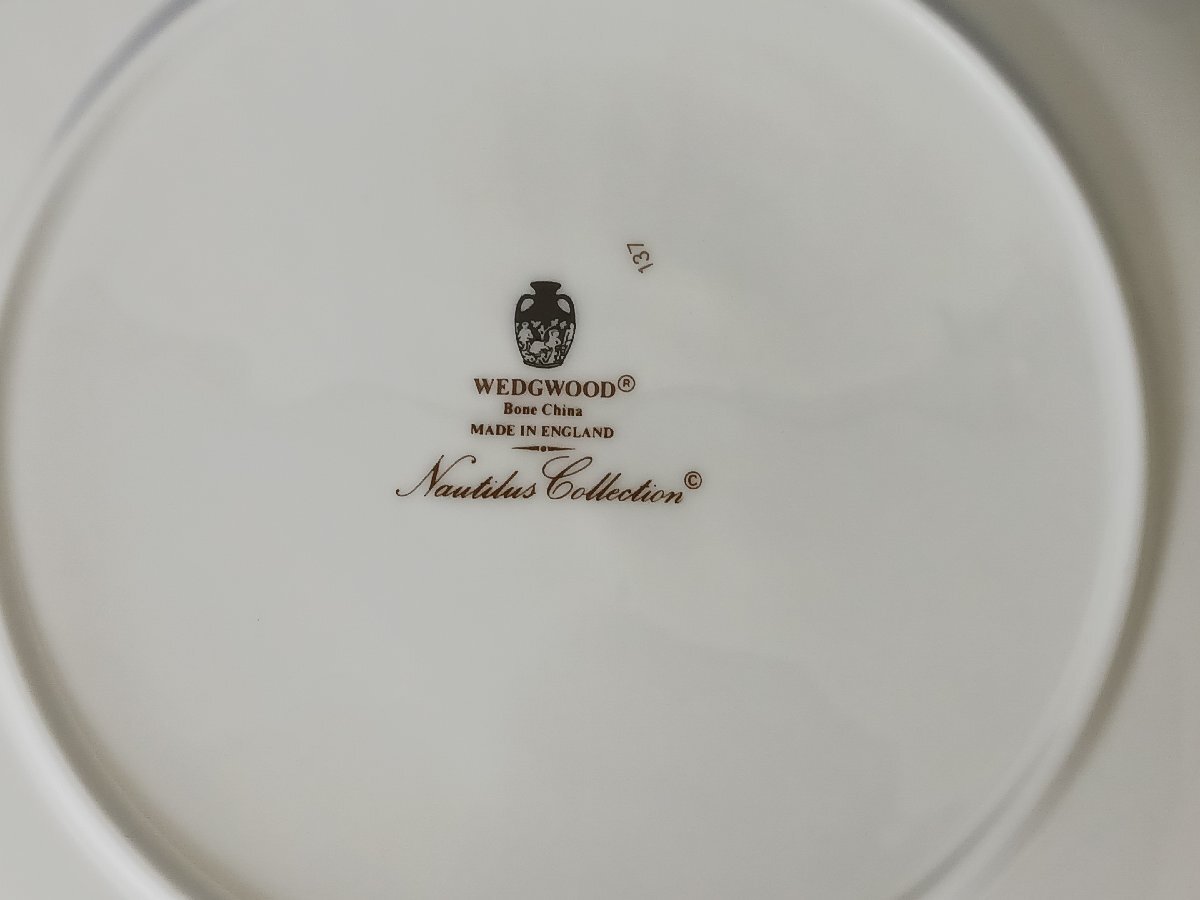 137
WEDGWOOD®
Bone China
MADE IN ENGLAND
Nautilus Collection©